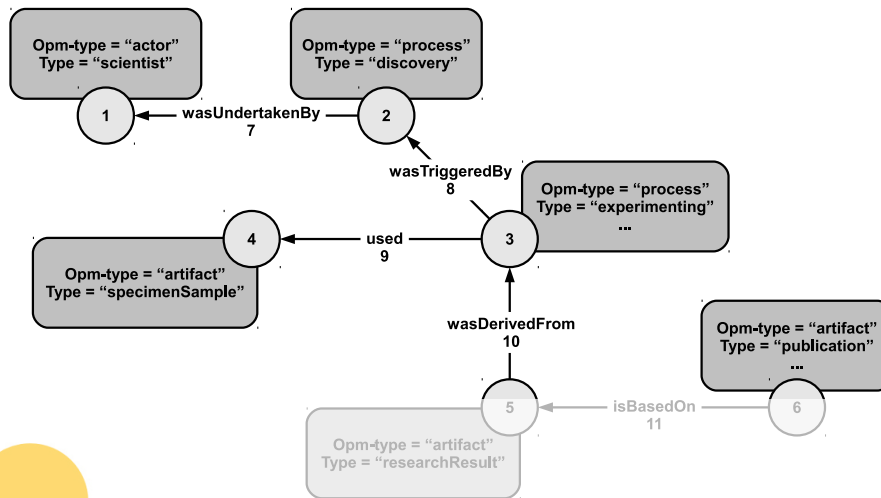 Opm-type = “actor”
Type = “scientist”
Opm-type = “process”
Type = “discovery”
1
wasUndertakenBy
7
2
wasTriggeredBy
8
Opm-type = “process”
Type = “experimenting”
...
4
used
9
3
Opm-type = “artifact”
Type = “specimenSample”
wasDerivedFrom
10
Opm-type = “artifact”
Type = “publication”
...
5
isBasedOn
11
6
Opm-type = “artifact”
Type = “researchResult”